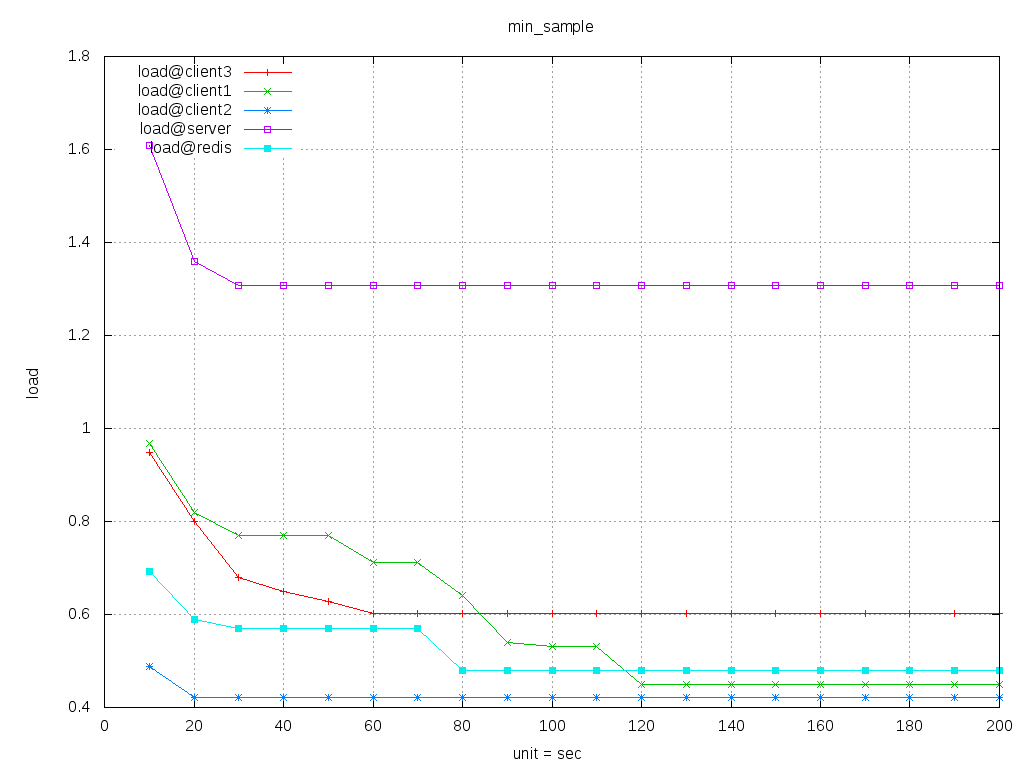 min_sample
1.8
1.6
1.4
1.2
1
0.8
0.6
0.4
load
load@client3
load@client1
load@client2
load@server
load@redis
0 20 40 60 80 100 120 140 160 180 200
unit = sec